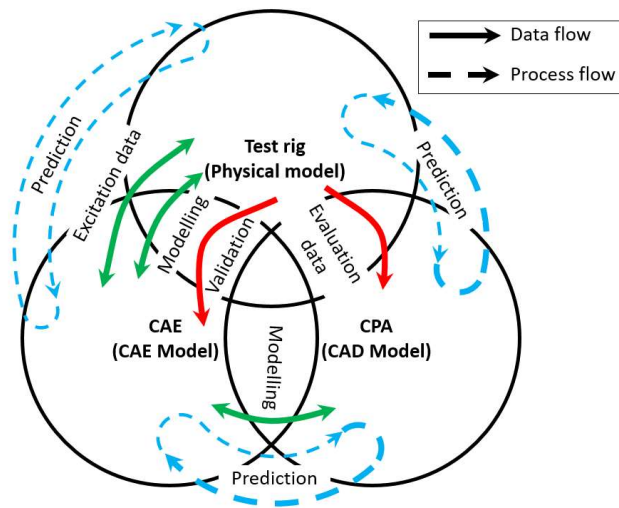 Data flow
Process flow
Test rig
(Physical model)
Prediction
Excitation data
Modelling
Validation
Evaluation
data
Prediction
CAE
(CAE Model)
CPA
(CAD Model)
Modelling
Prediction